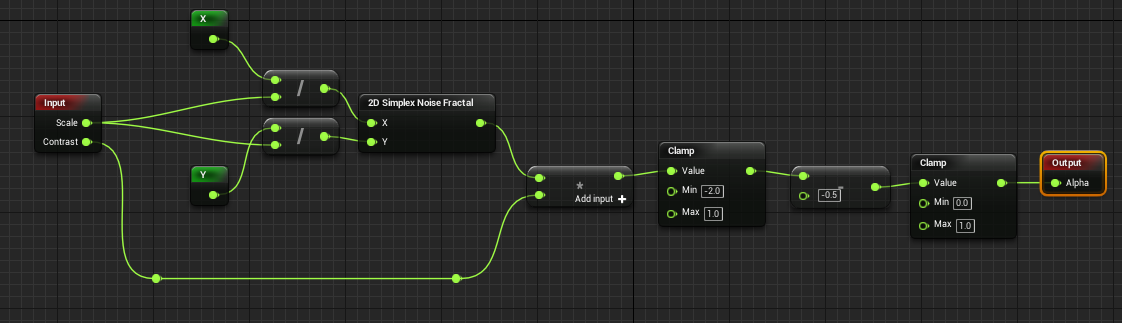 X
/
Input
Scale
Contrast
2D Simplex Noise Fractal
X
Y
/
Y
*
Add input +
Clamp
Value
Min -2.0
Max 1.0
-
-0.5
Clamp
Value
Min 0.0
Max 1.0
Output
Alpha